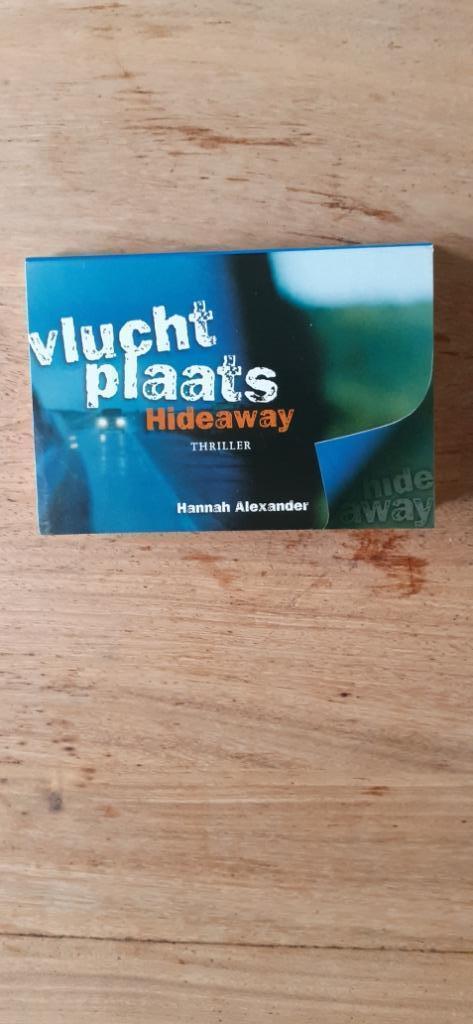 vlucht
plaats
Hideaway
THRILLER
Hannah Alexander
hide
away